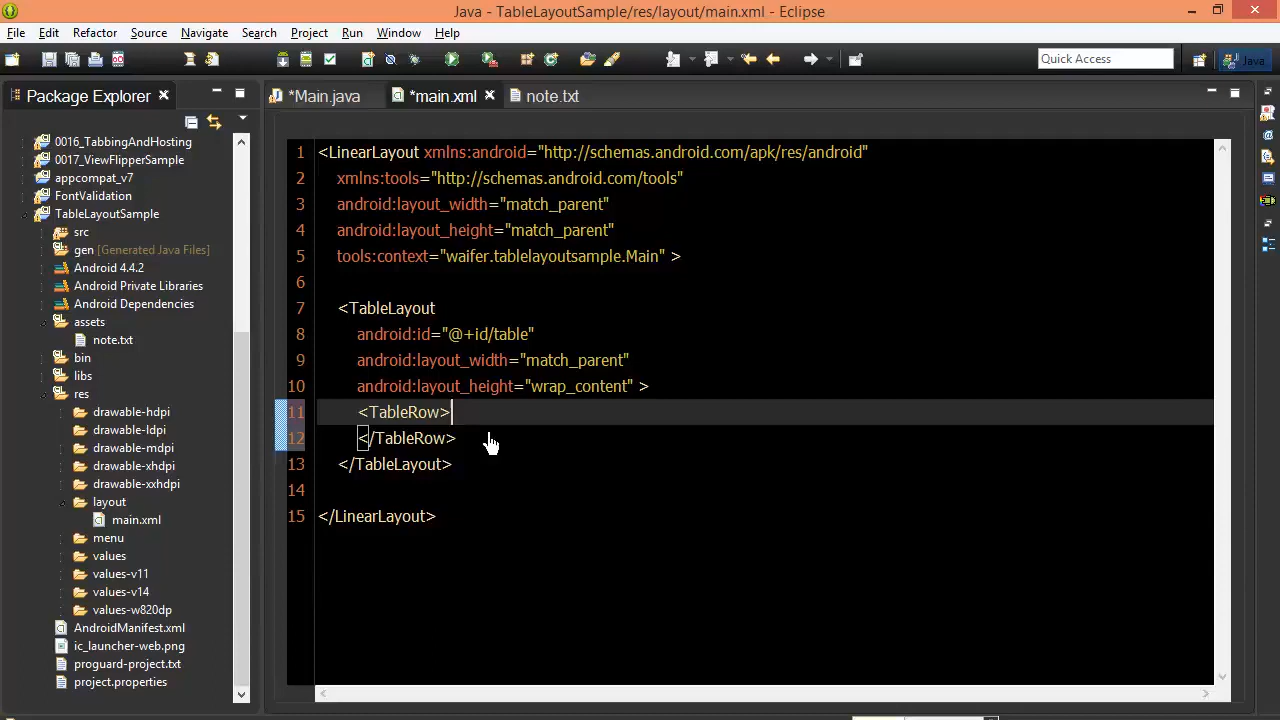 Java - TableLayoutSample/res/layout/main.xml - Eclipse
File Edit Refactor Source Navigate Search Project Run Window Help
Quick Access
Java
Package Explorer
*Main.java
*main.xml
note.txt
0016_TabbingAndHosting
0017_ViewFlipperSample
appcompat_v7
FontValidation
TableLayoutSample
src
gen [Generated Java Files]
Android 4.4.2
Android Private Libraries
Android Dependencies
assets
note.txt
bin
libs
res
drawable-hdpi
drawable-ldpi
drawable-mdpi
drawable-xhdpi
drawable-xxhdpi
layout
main.xml
menu
values
values-v11
values-v14
values-w820dp
AndroidManifest.xml
ic_launcher-web.png
proguard-project.txt
project.properties
1 <LinearLayout xmlns:android="http://schemas.android.com/apk/res/android"
2 xmlns:tools="http://schemas.android.com/tools"
3 android:layout_width="match_parent"
4 android:layout_height="match_parent"
5 tools:context="waifer.tablelayoutsample.Main" >
6
7 <TableLayout
8 android:id="@+id/table"
9 android:layout_width="match_parent"
10 android:layout_height="wrap_content" >
11 <TableRow>
12 </TableRow>
13 </TableLayout>
14
15 </LinearLayout>